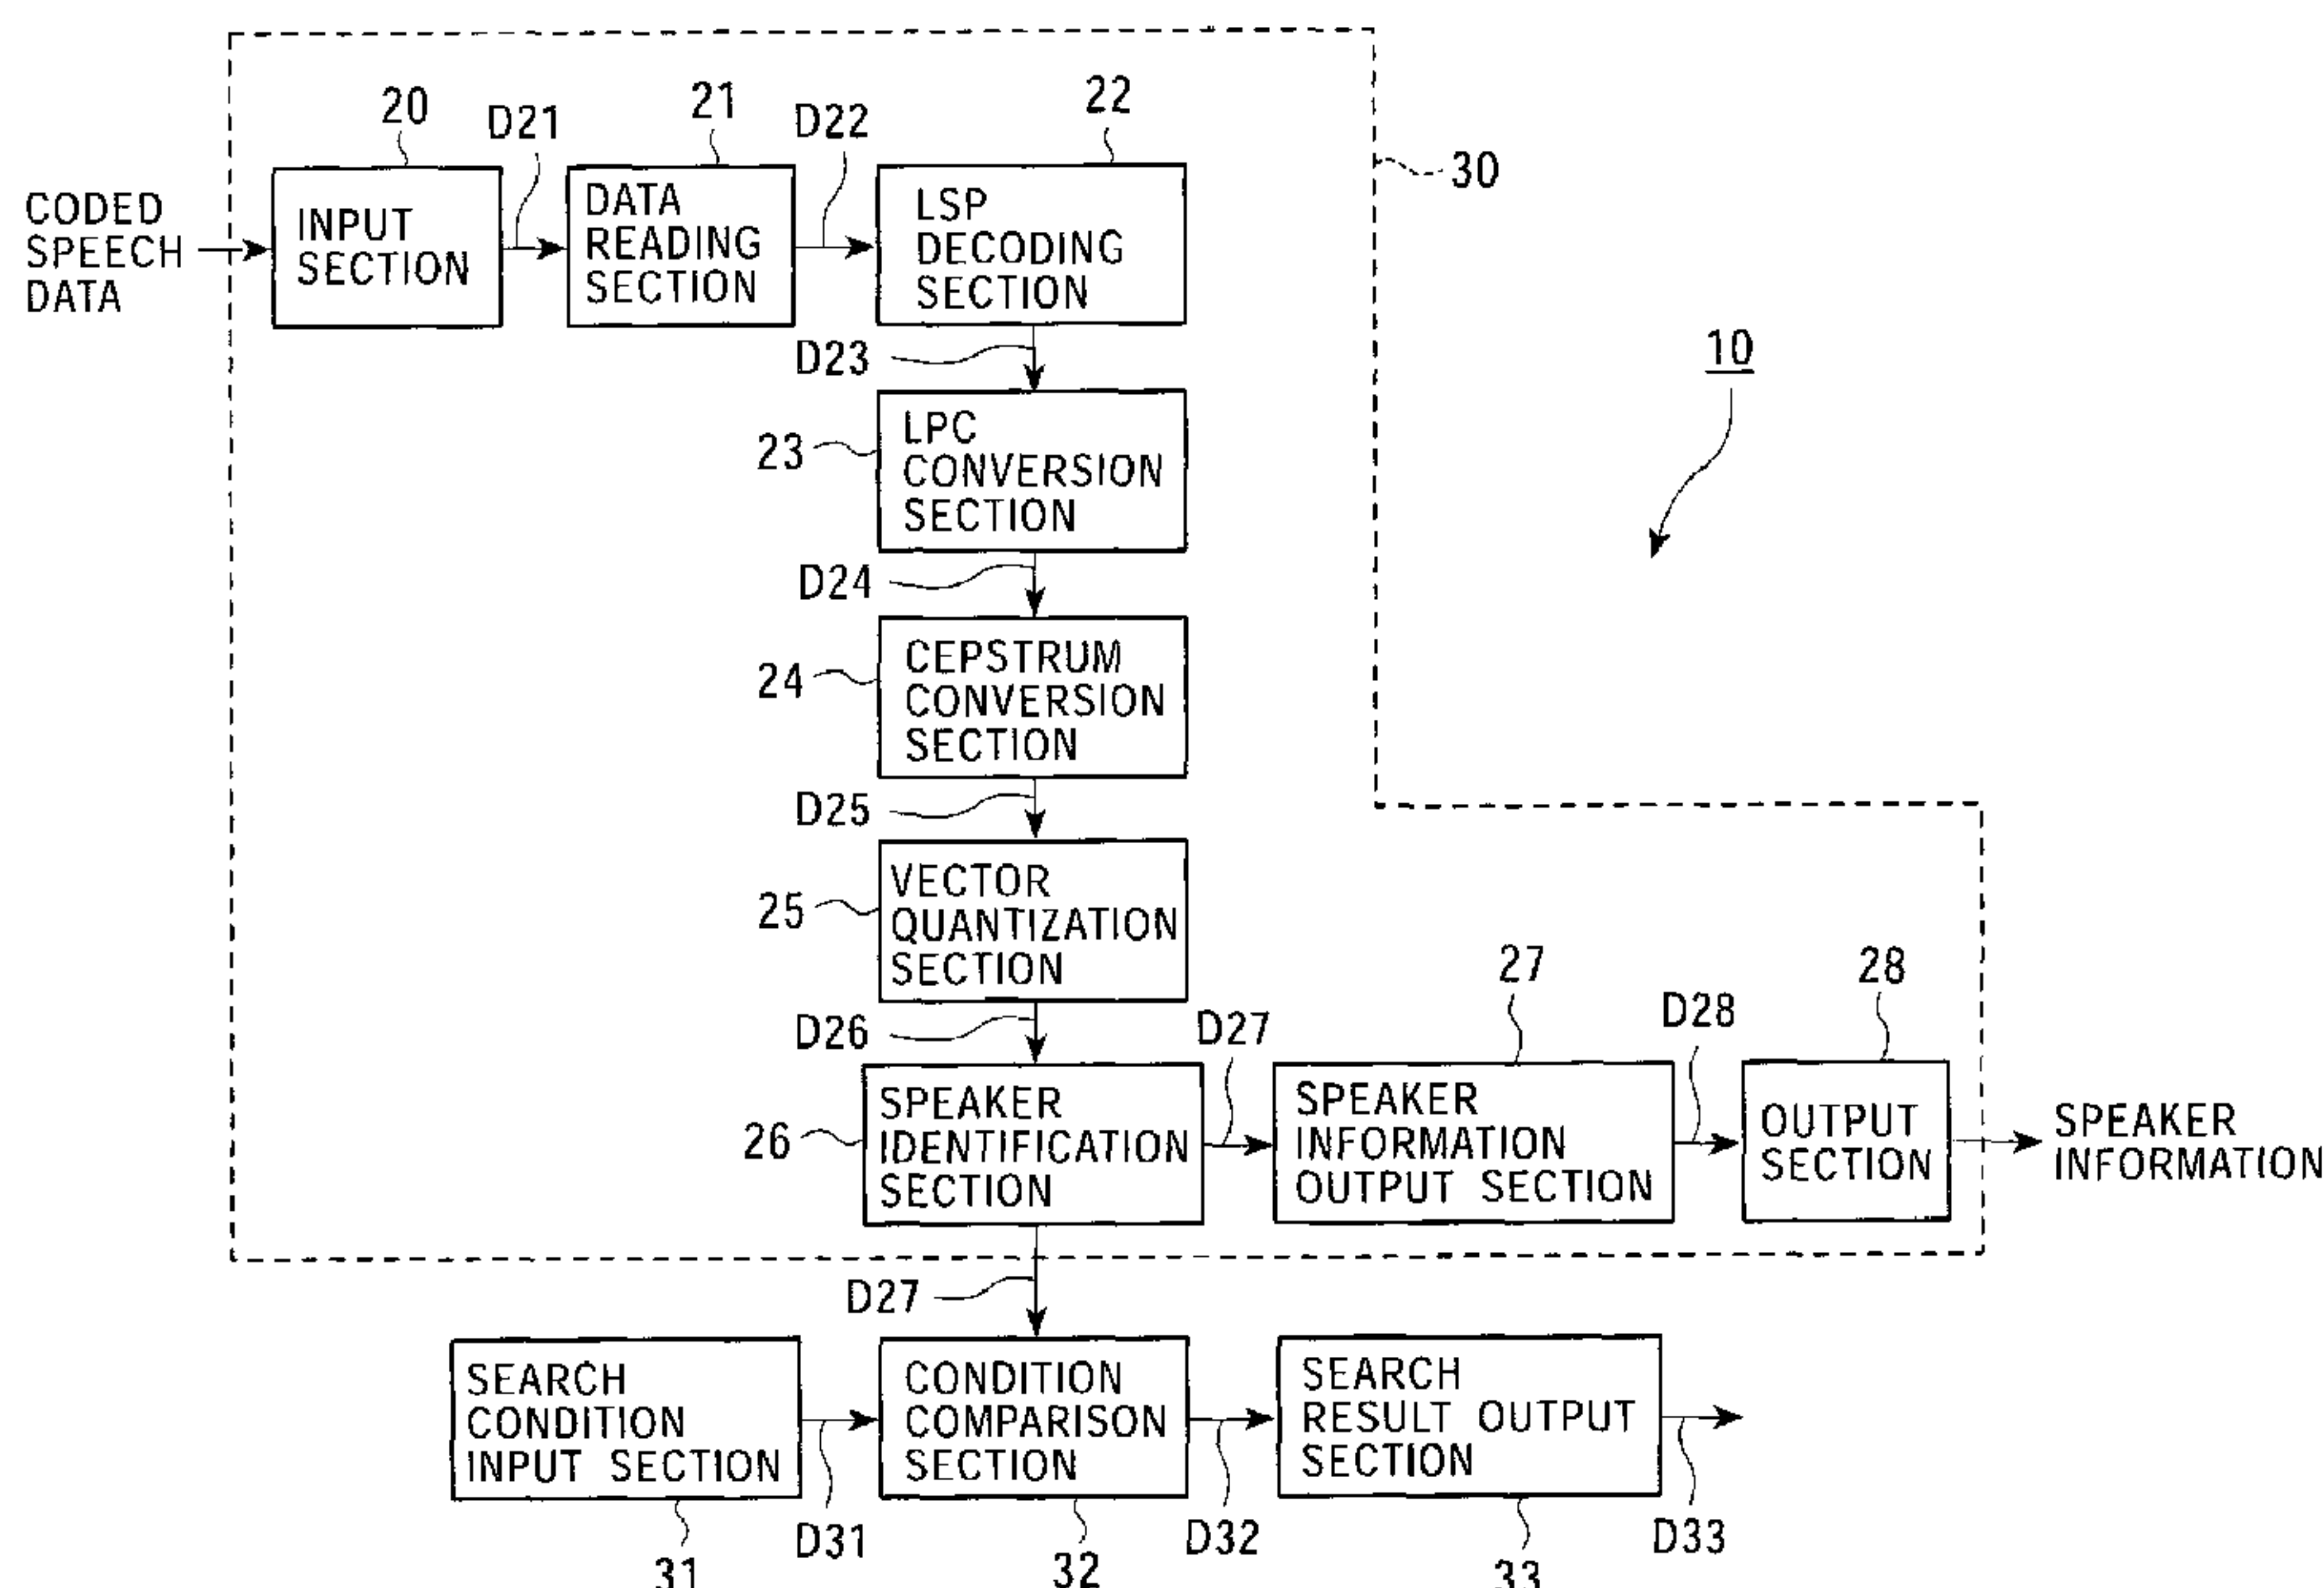 20
D21
21
D22
22
30
CODED
SPEECH
DATA
INPUT
SECTION
DATA
READING
SECTION
LSP
DECODING
SECTION
10
D23
23
LPC
CONVERSION
SECTION
D24
24
CEPSTRUM
CONVERSION
SECTION
D25
25
VECTOR
QUANTIZATION
SECTION
D26
D27
27
D28
28
26
SPEAKER
IDENTIFICATION
SECTION
SPEAKER
INFORMATION
OUTPUT SECTION
OUTPUT
SECTION
SPEAKER
INFORMATION
D27
SEARCH
CONDITION
INPUT SECTION
CONDITION
COMPARISON
SECTION
SEARCH
RESULT OUTPUT
SECTION
31
D31
32
D32
33
D33